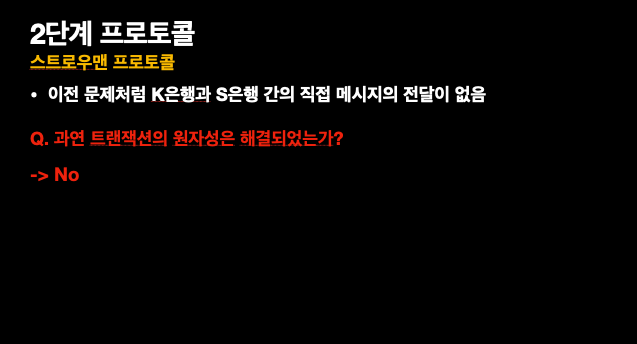 2단계 프로토콜
스트로우맨 프로토콜
• 이전 문제처럼 K은행과 S은행 간의 직접 메시지의 전달이 없음
Q. 과연 트랜잭션의 원자성은 해결되었는가?
-> No